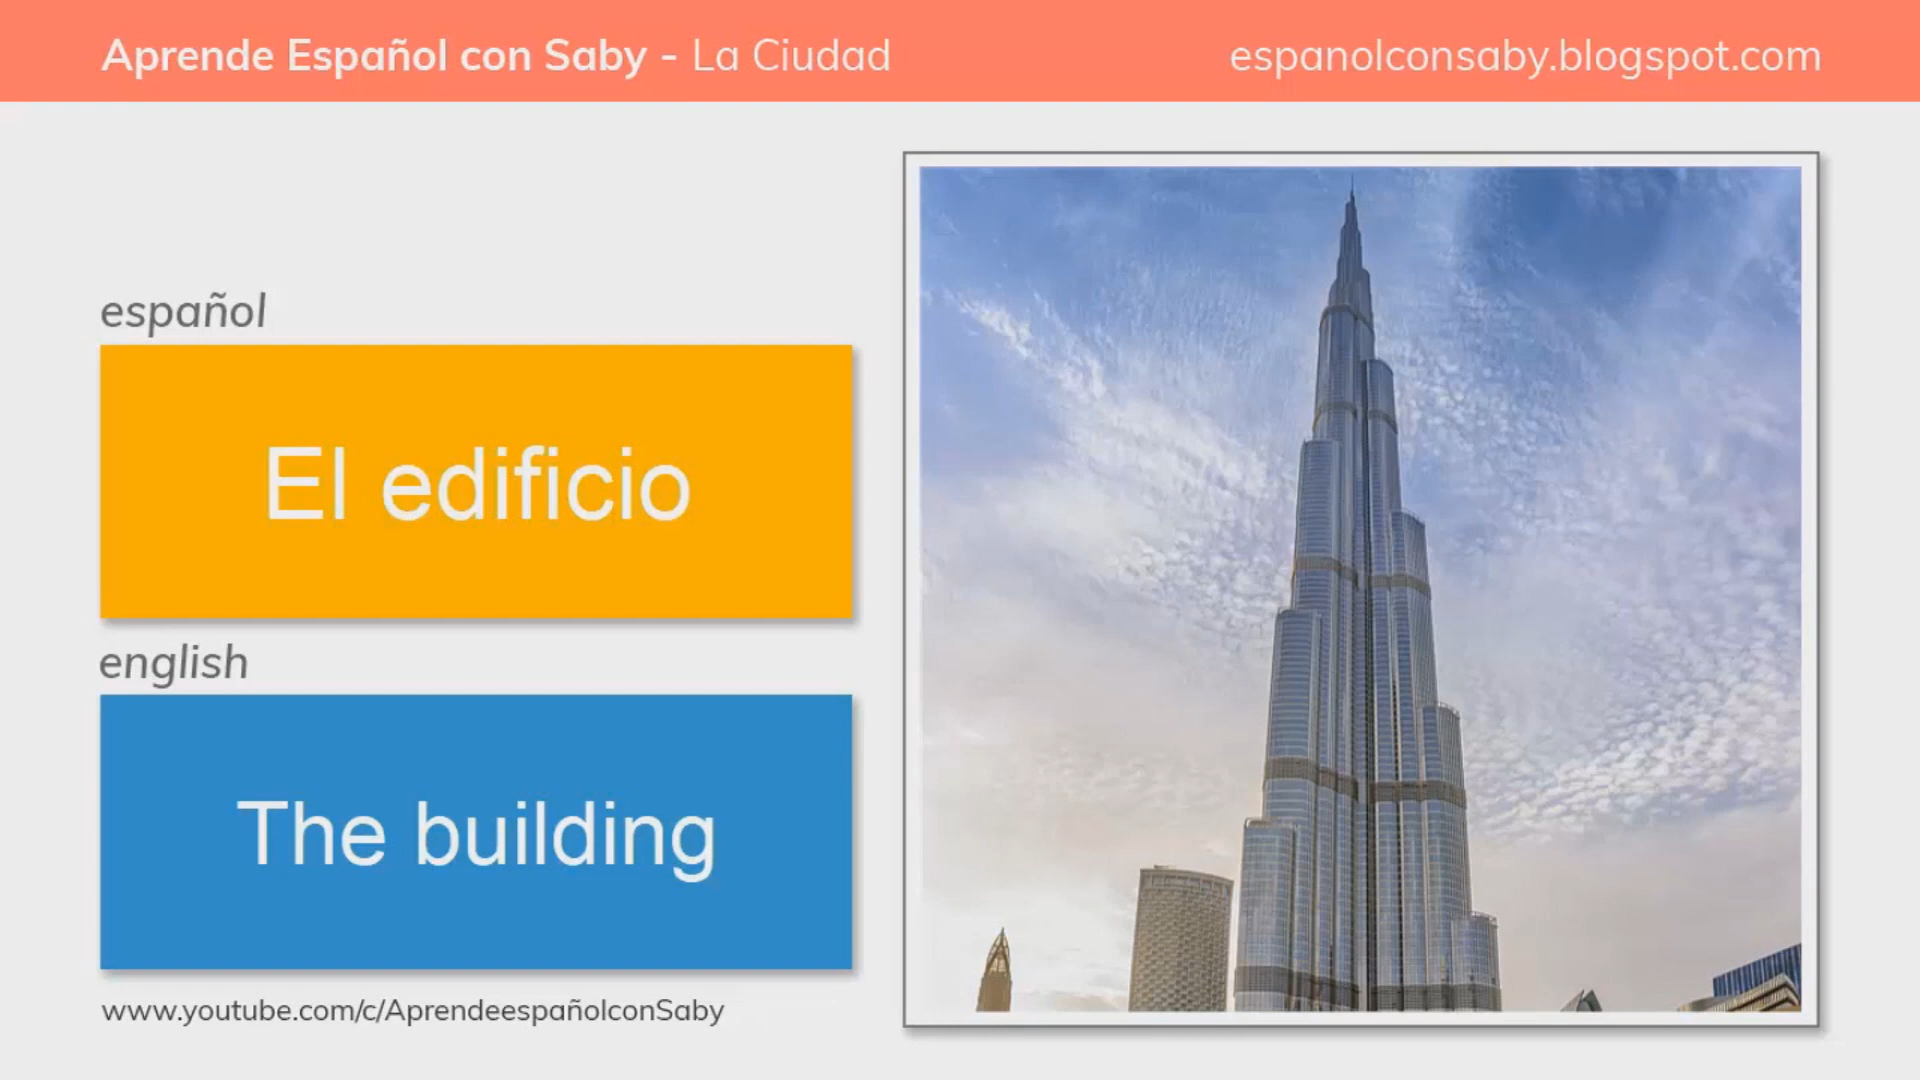 Aprende Español con Saby - La Ciudad
espanolconsaby.blogspot.com
español
El edificio
english
The building
www.youtube.com/c/AprendeespañolconSaby